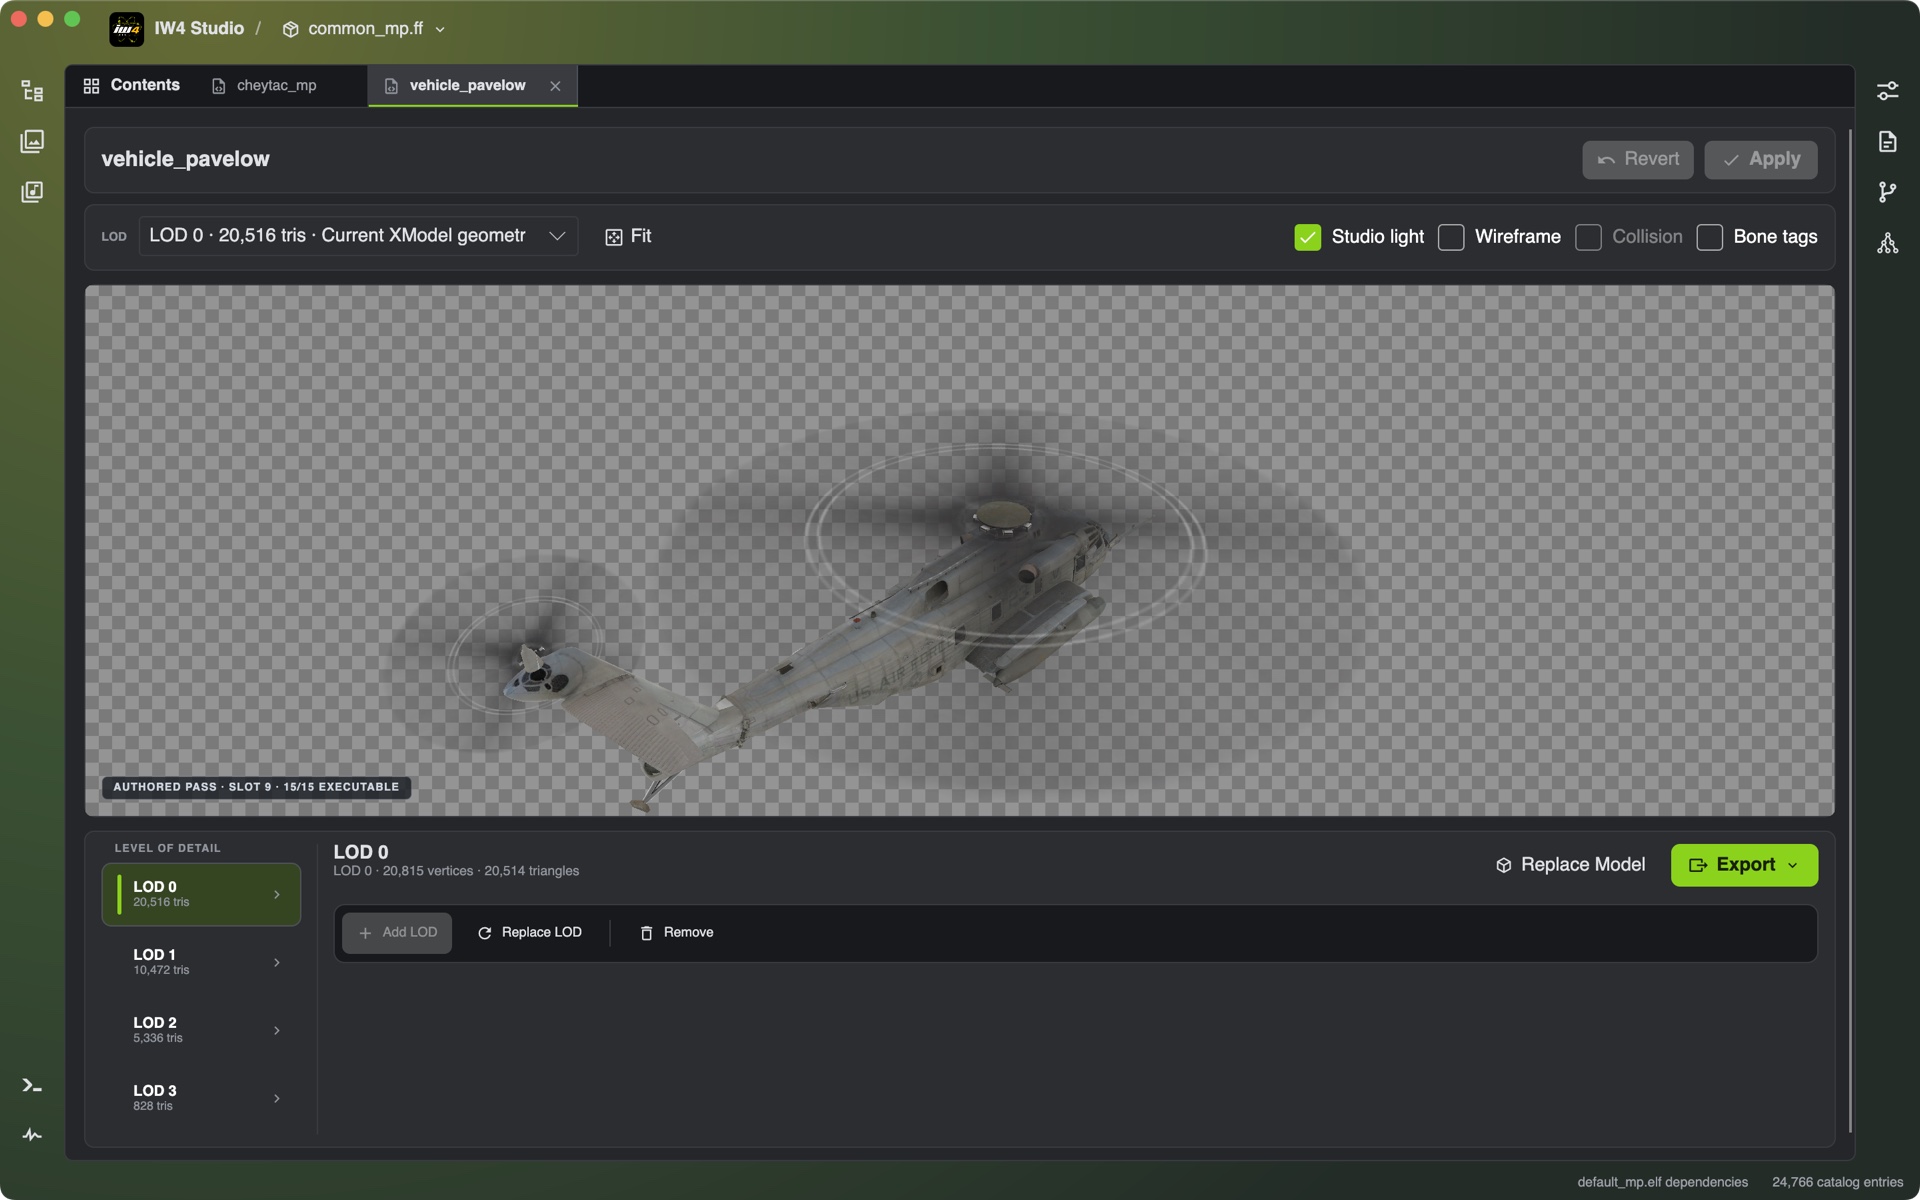 iw4 IW4 Studio / common_mp.ff
Contents cheytac_mp vehicle_pavelow
vehicle_pavelow
Revert Apply
LOD LOD 0 · 20,516 tris · Current XModel geometr Fit
Studio light Wireframe Collision Bone tags
AUTHORED PASS · SLOT 9 · 15/15 EXECUTABLE
LEVEL OF DETAIL
LOD 0
20,516 tris
LOD 1
10,472 tris
LOD 2
5,336 tris
LOD 3
828 tris
LOD 0
LOD 0 · 20,815 vertices · 20,514 triangles
Replace Model Export
Add LOD Replace LOD Remove
default_mp.elf dependencies 24,766 catalog entries